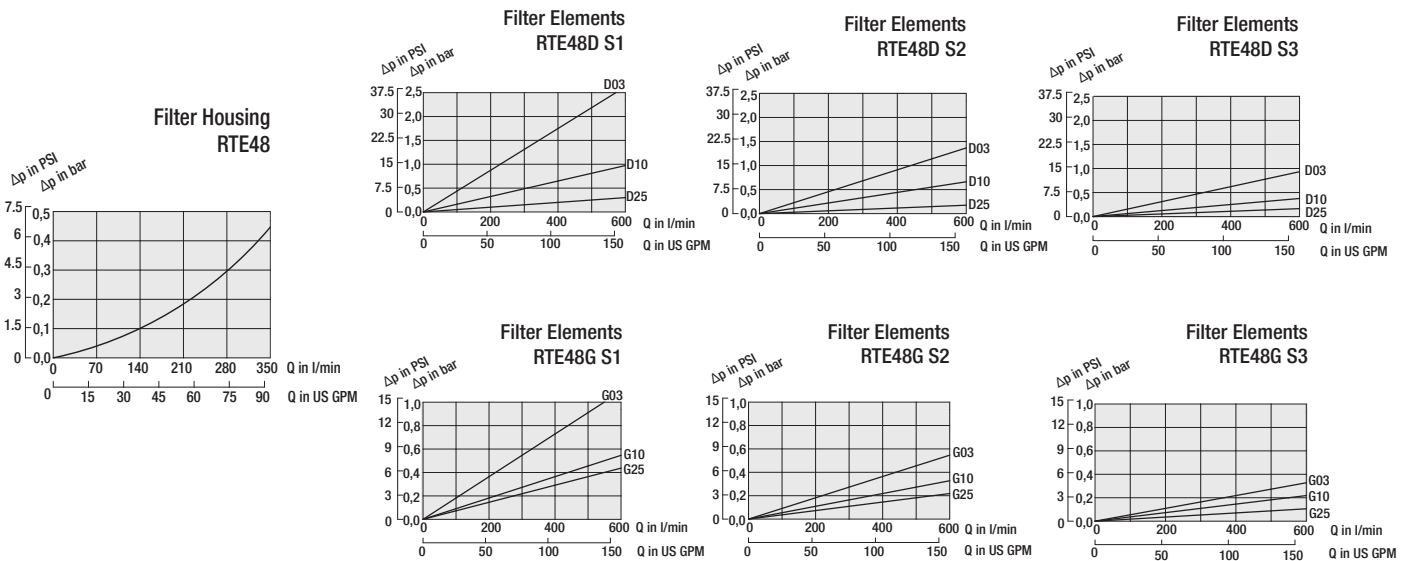 Filter Housing
RTE48
Δp in PSI
Δp in bar
7.5 0,5
6 0,4
4.5 0,3
3 0,2
1.5 0,1
0 0,0
0 70 140 210 280 350 Q in l/min
0 15 30 45 60 75 90 Q in US GPM
Filter Elements
RTE48D S1
Δp in PSI
Δp in bar
37.5 2,5
30 2,0
22.5 1,5
15 1,0
7.5 0,5
0 0,0
D03
D10
D25
200 400 600 Q in l/min
0 50 100 150 Q in US GPM
Filter Elements
RTE48D S2
Δp in PSI
Δp in bar
37.5 2,5
30 2,0
22.5 1,5
15 1,0
7.5 0,5
0 0,0
D03
D10
D25
0 200 400 600 Q in l/min
0 50 100 150 Q in US GPM
Filter Elements
RTE48D S3
Δp in PSI
Δp in bar
37.5 2,5
30 2,0
22.5 1,5
15 1,0
7.5 0,5
0 0,0
D03
D10
D25
0 200 400 600 Q in l/min
0 50 100 150 Q in US GPM
Filter Elements
RTE48G S1
Δp in PSI
Δp in bar
15 1,0
12 0,8
9 0,6
6 0,4
3 0,2
0 0,0
G03
G10
G25
0 200 400 600 Q in l/min
0 50 100 150 Q in US GPM
Filter Elements
RTE48G S2
Δp in PSI
Δp in bar
15 1,0
12 0,8
9 0,6
6 0,4
3 0,2
0 0,0
G03
G10
G25
200 400 600 Q in l/min
0 50 100 150 Q in US GPM
Filter Elements
RTE48G S3
Δp in PSI
Δp in bar
15 1,0
12 0,8
9 0,6
6 0,4
3 0,2
0 0,0
G03
G10
G25
200 400 600 Q in l/min
0 50 100 150 Q in US GPM